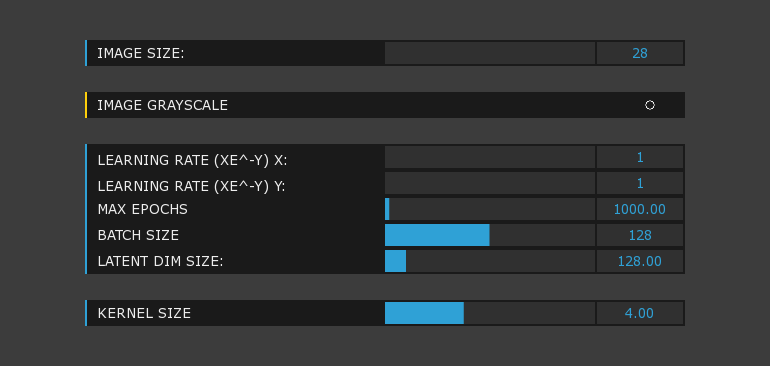 IMAGE SIZE: 28
IMAGE GRAYSCALE
LEARNING RATE (XE^-Y) X: 1
LEARNING RATE (XE^-Y) Y: 1
MAX EPOCHS 1000.00
BATCH SIZE 128
LATENT DIM SIZE: 128.00
KERNEL SIZE 4.00